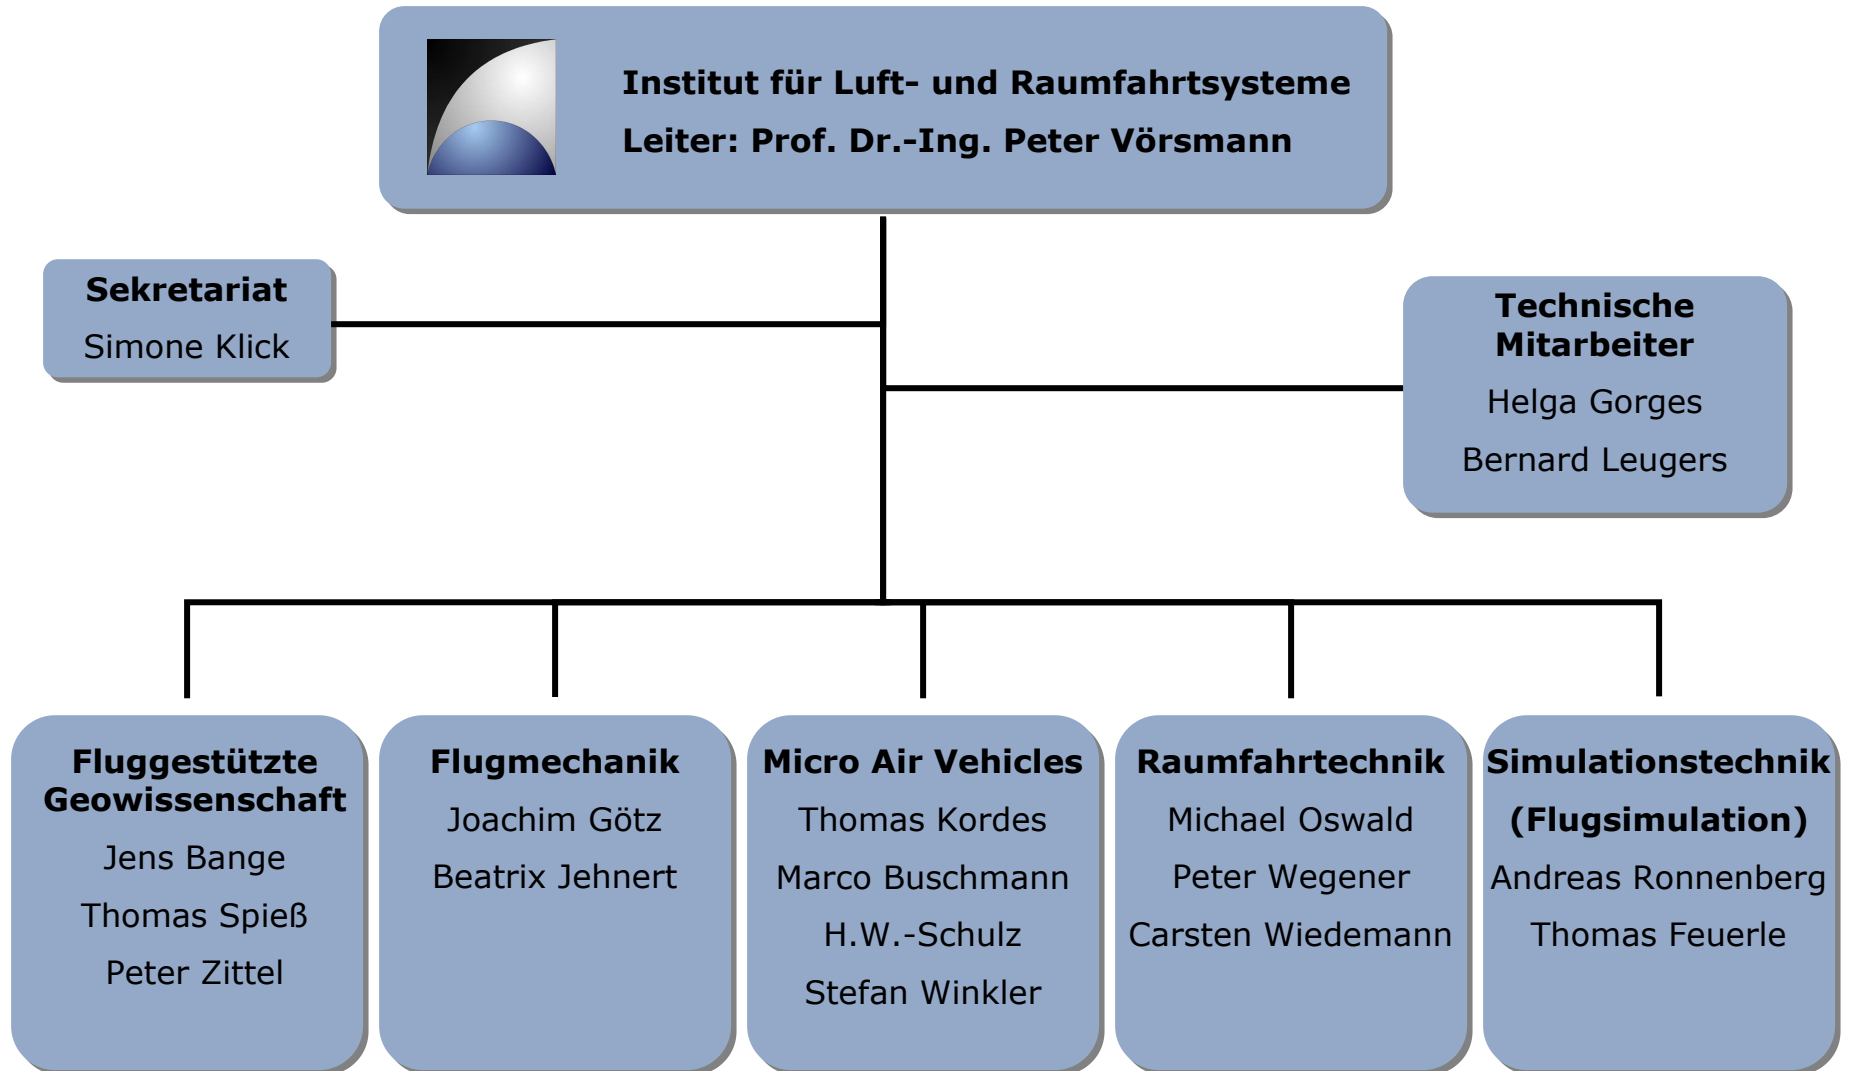 Institut für Luft- und Raumfahrtsysteme
Leiter: Prof. Dr.-Ing. Peter Vörsmann
Sekretariat
Simone Klick
Technische
Mitarbeiter
Helga Gorges
Bernard Leugers
Fluggestützte
Geowissenschaft
Jens Bange
Thomas Spieß
Peter Zittel
Flugmechanik
Joachim Götz
Beatrix Jehnert
Micro Air Vehicles
Thomas Kordes
Marco Buschmann
H.W.-Schulz
Stefan Winkler
Raumfahrtechnik
Michael Oswald
Peter Wegener
Carsten Wiedemann
Simulationstechnik
(Flugsimulation)
Andreas Ronnenberg
Thomas Feuerle